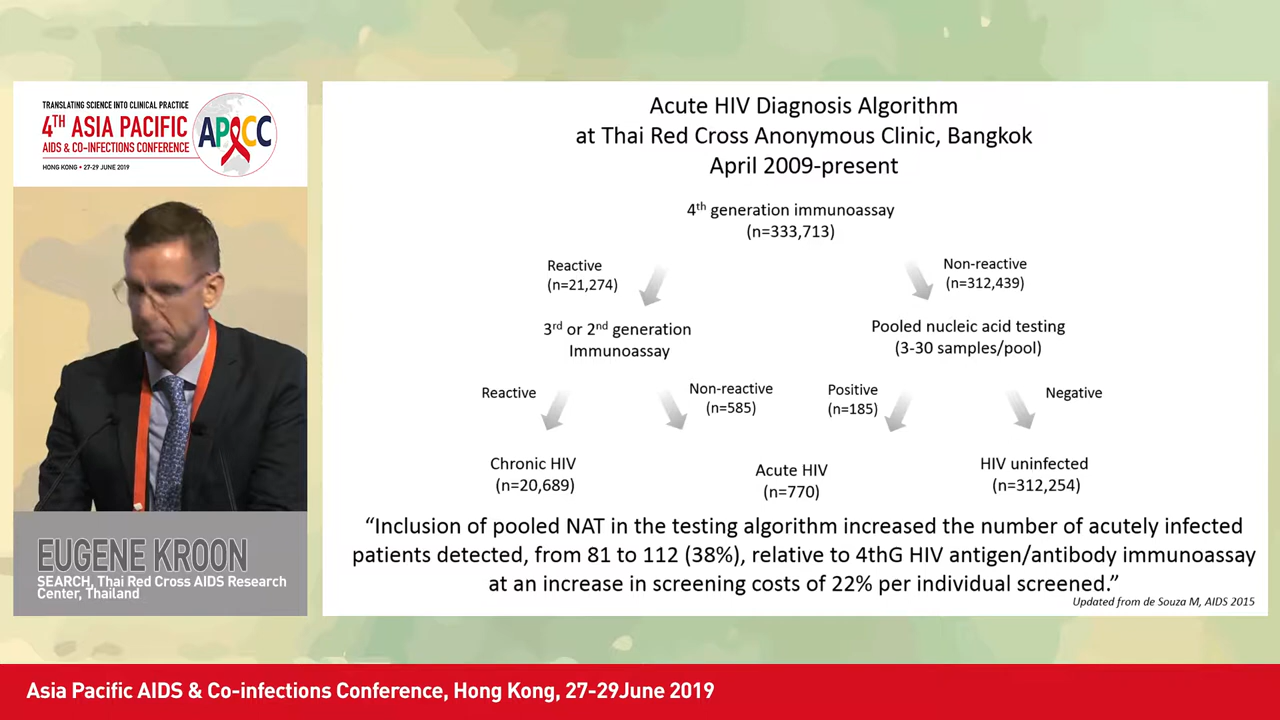 TRANSLATING SCIENCE INTO CLINICAL PRACTICE
4TH ASIA PACIFIC
AIDS & CO-INFECTIONS CONFERENCE
HONG KONG • 27-29 JUNE 2019
APACC
EUGENE KROON
SEARCH, Thai Red Cross AIDS Research
Center, Thailand
Acute HIV Diagnosis Algorithm
at Thai Red Cross Anonymous Clinic, Bangkok
April 2009-present
4th generation immunoassay
(n=333,713)
Reactive
(n=21,274)
Non-reactive
(n=312,439)
3rd or 2nd generation
Immunoassay
Pooled nucleic acid testing
(3-30 samples/pool)
Reactive
Non-reactive
(n=585)
Positive
(n=185)
Negative
Chronic HIV
(n=20,689)
Acute HIV
(n=770)
HIV uninfected
(n=312,254)
“Inclusion of pooled NAT in the testing algorithm increased the number of acutely infected
patients detected, from 81 to 112 (38%), relative to 4thG HIV antigen/antibody immunoassay
at an increase in screening costs of 22% per individual screened.”
Updated from de Souza M, AIDS 2015
Asia Pacific AIDS & Co-infections Conference, Hong Kong, 27-29June 2019